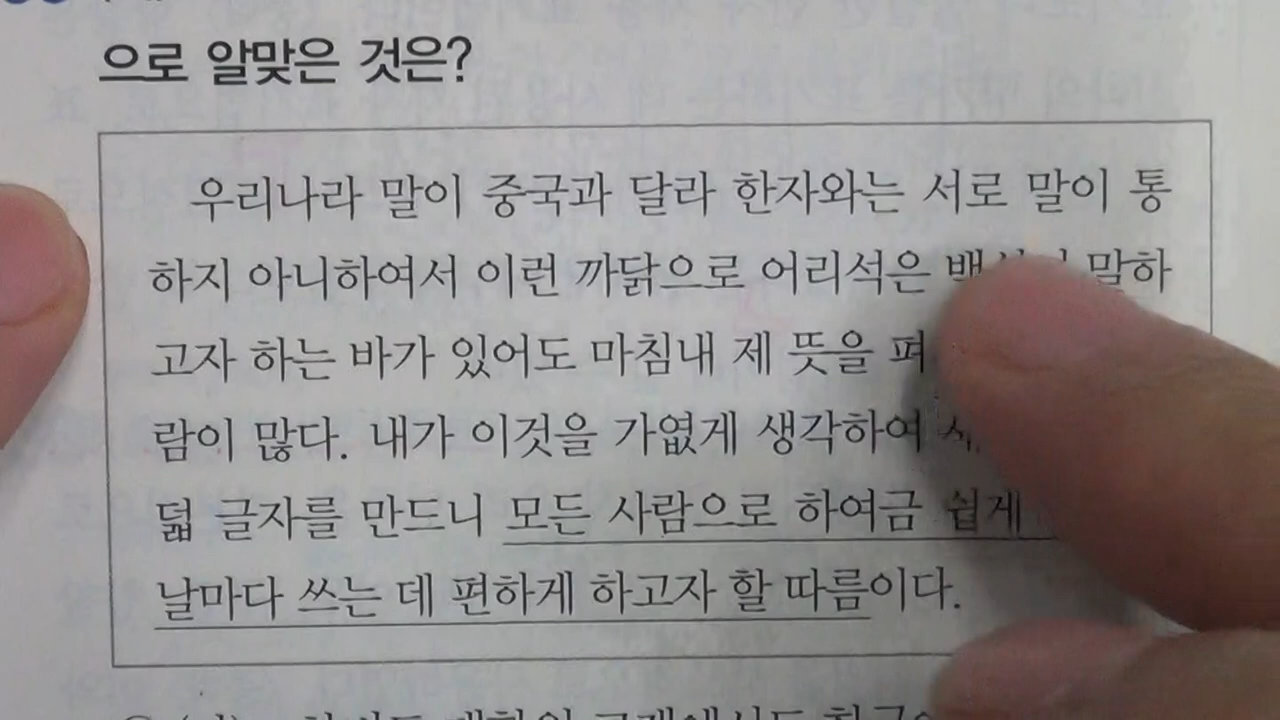 으로 알맞은 것은?
우리나라 말이 중국과 달라 한자와는 서로 말이 통
하지 아니하여서 이런 까닭으로 어리석은 말하
고자 하는 바가 있어도 마침내 제 뜻을 펴
람이 많다. 내가 이것을 가엾게 생각하여
덟 글자를 만드니 모든 사람으로 하여금 쉽게
날마다 쓰는 데 편하게 하고자 할 따름이다.